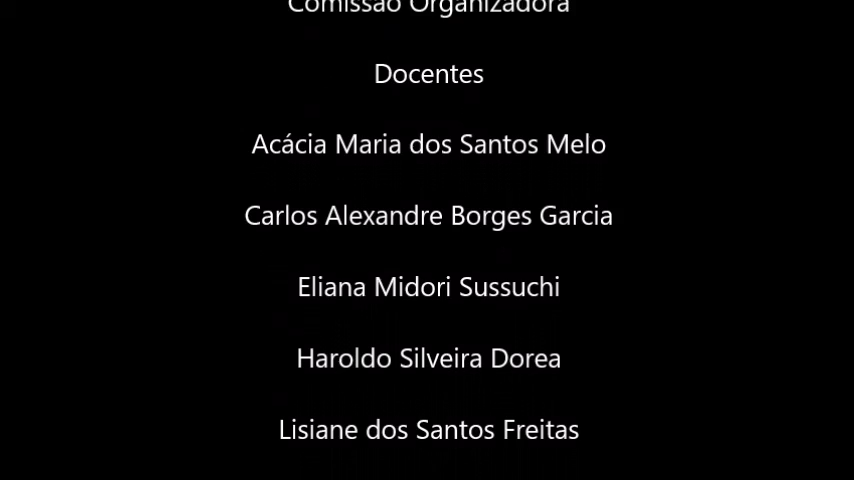 Comissão Organizadora
Docentes
Acácia Maria dos Santos Melo
Carlos Alexandre Borges Garcia
Eliana Midori Sussuchi
Haroldo Silveira Dorea
Lisiane dos Santos Freitas